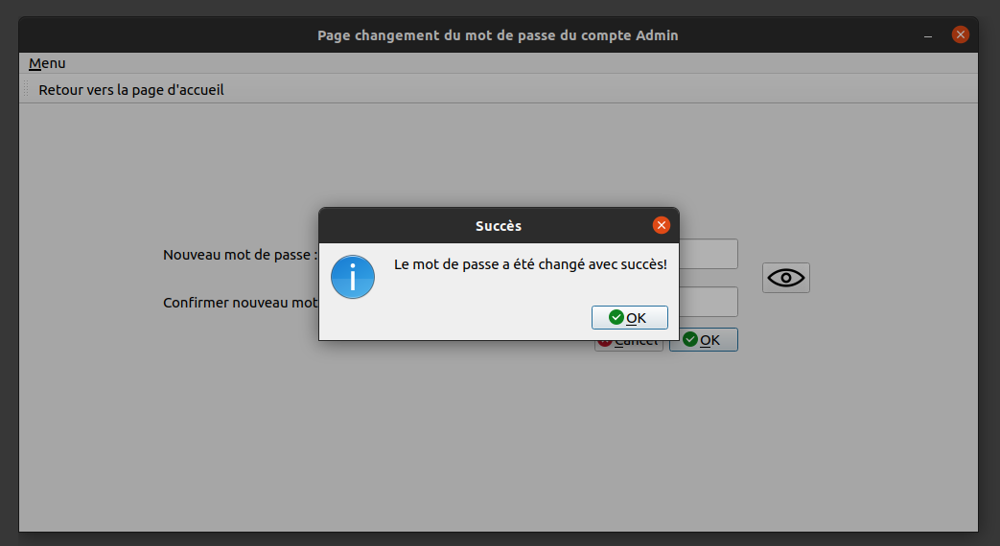 Page changement du mot de passe du compte Admin
Menu
Retour vers la page d'accueil
Succès
Le mot de passe a été changé avec succès!
OK
Nouveau mot de passe :
Confirmer nouveau mot
Cancel
OK